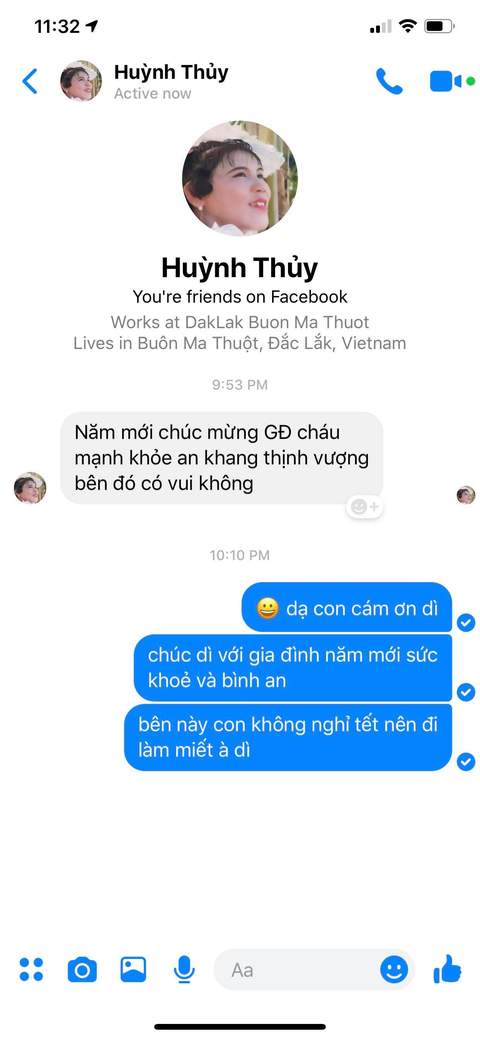 11:32
Huỳnh Thủy
Active now
Huỳnh Thủy
You're friends on Facebook
Works at DakLak Buon Ma Thuot
Lives in Buôn Ma Thuột, Đắc Lắk, Vietnam
9:53 PM
Năm mới chúc mừng GĐ cháu
mạnh khỏe an khang thịnh vượng
bên đó có vui không
10:10 PM
😀 dạ con cám ơn dì
chúc dì với gia đình năm mới sức
khoẻ và bình an
bên này con không nghỉ tết nên đi
làm miết à dì
Aa